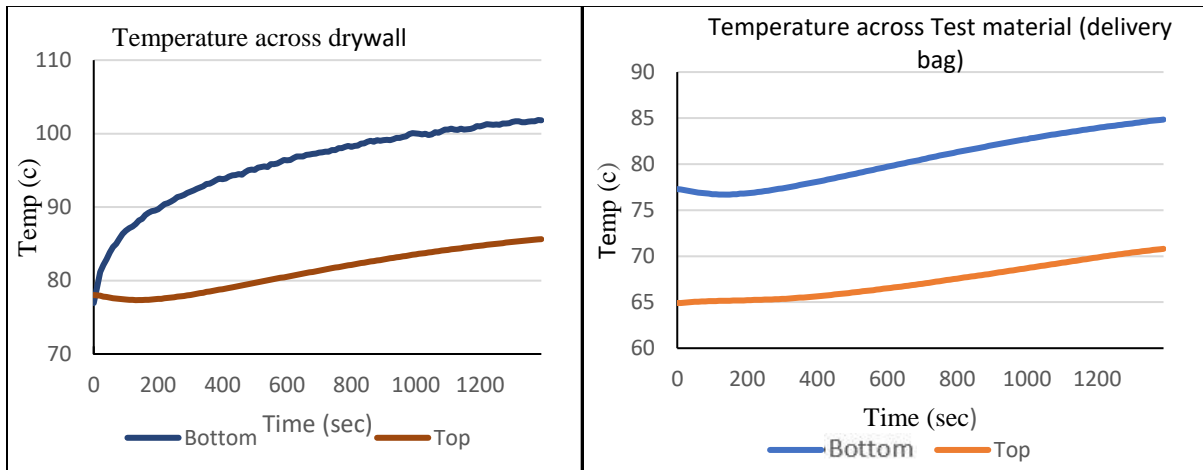 Temperature across drywall
110
100
90
80
70
Temp (c)
0 200 400 600 800 1000 1200
Time (sec)
Bottom Top
Temperature across Test material (delivery
bag)
90
85
80
75
70
65
60
Temp (c)
0 200 400 600 800 1000 1200
Time (sec)
Bottom Top